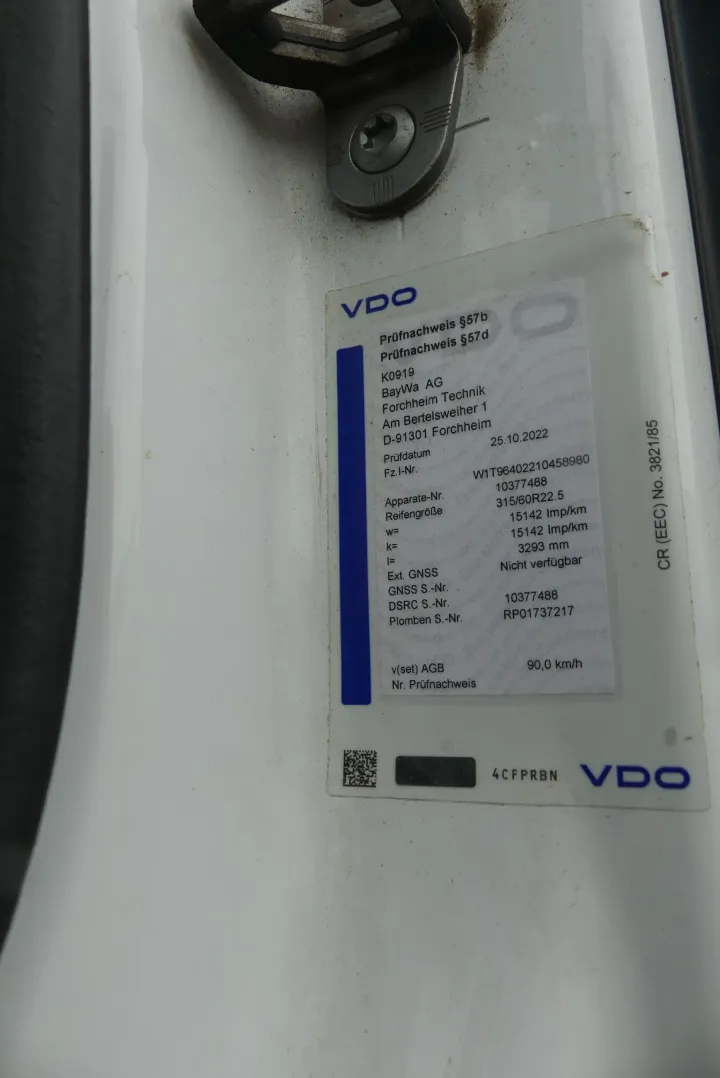 VDO
Prüfnachweis §57b
Prüfnachweis §57d
K0919
BayWa AG
Forchheim Technik
Am Bertelsweiher 1
D-91301 Forchheim
Prüfdatum 25.10.2022
Fz.I-Nr. W1T96402210458980
Apparate-Nr. 10377488
Reifengröße 315/60R22.5
w= 15142 Imp/km
k= 15142 Imp/km
l= 3293 mm
Ext. GNSS Nicht verfügbar
GNSS S.-Nr.
DSRC S.-Nr. 10377488
Plomben S.-Nr. RP01737217
v(set) AGB 90,0 km/h
Nr. Prüfnachweis
CR (EEC) No. 3821/85
4CFPRBN VDO